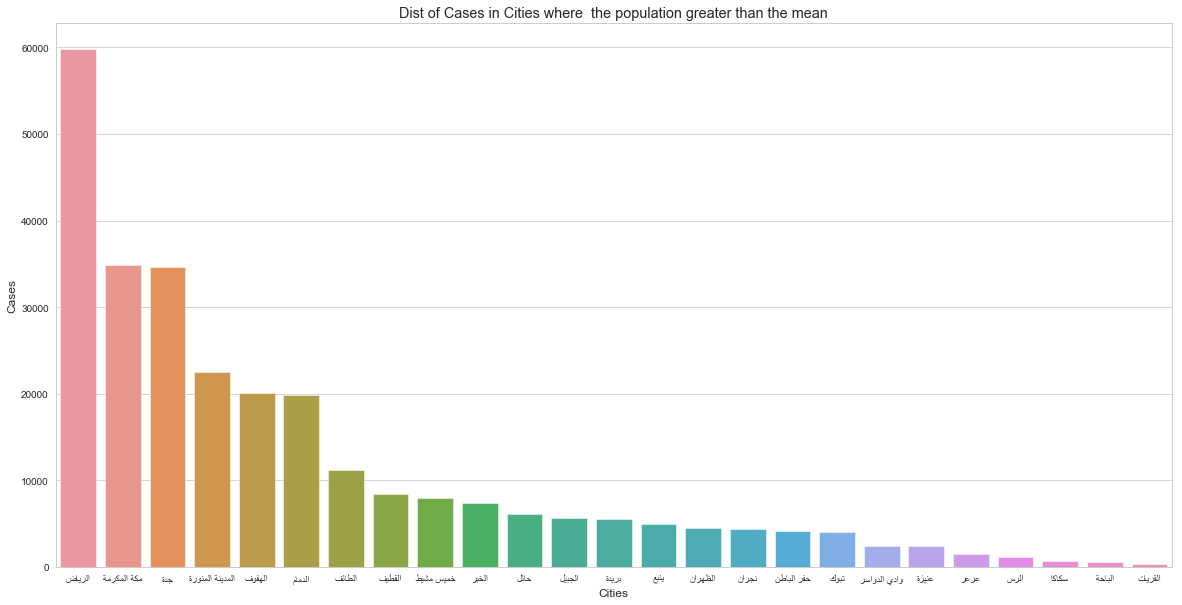 Dist of Cases in Cities where  the population greater than the mean
60000
50000
40000
30000
20000
10000
0
Cases
الرياض
مكة المكرمة
جدة
المدينة المنورة
الهفوف
الدمام
الطائف
القطيف
خميس مشيط
الخبر
حائل
الجبيل
بريدة
ينبع
الظهران
نجران
حفر الباطن
تبوك
وادي الدواسر
عنيزة
عرعر
الرس
سكاكا
الباحة
القريات
Cities